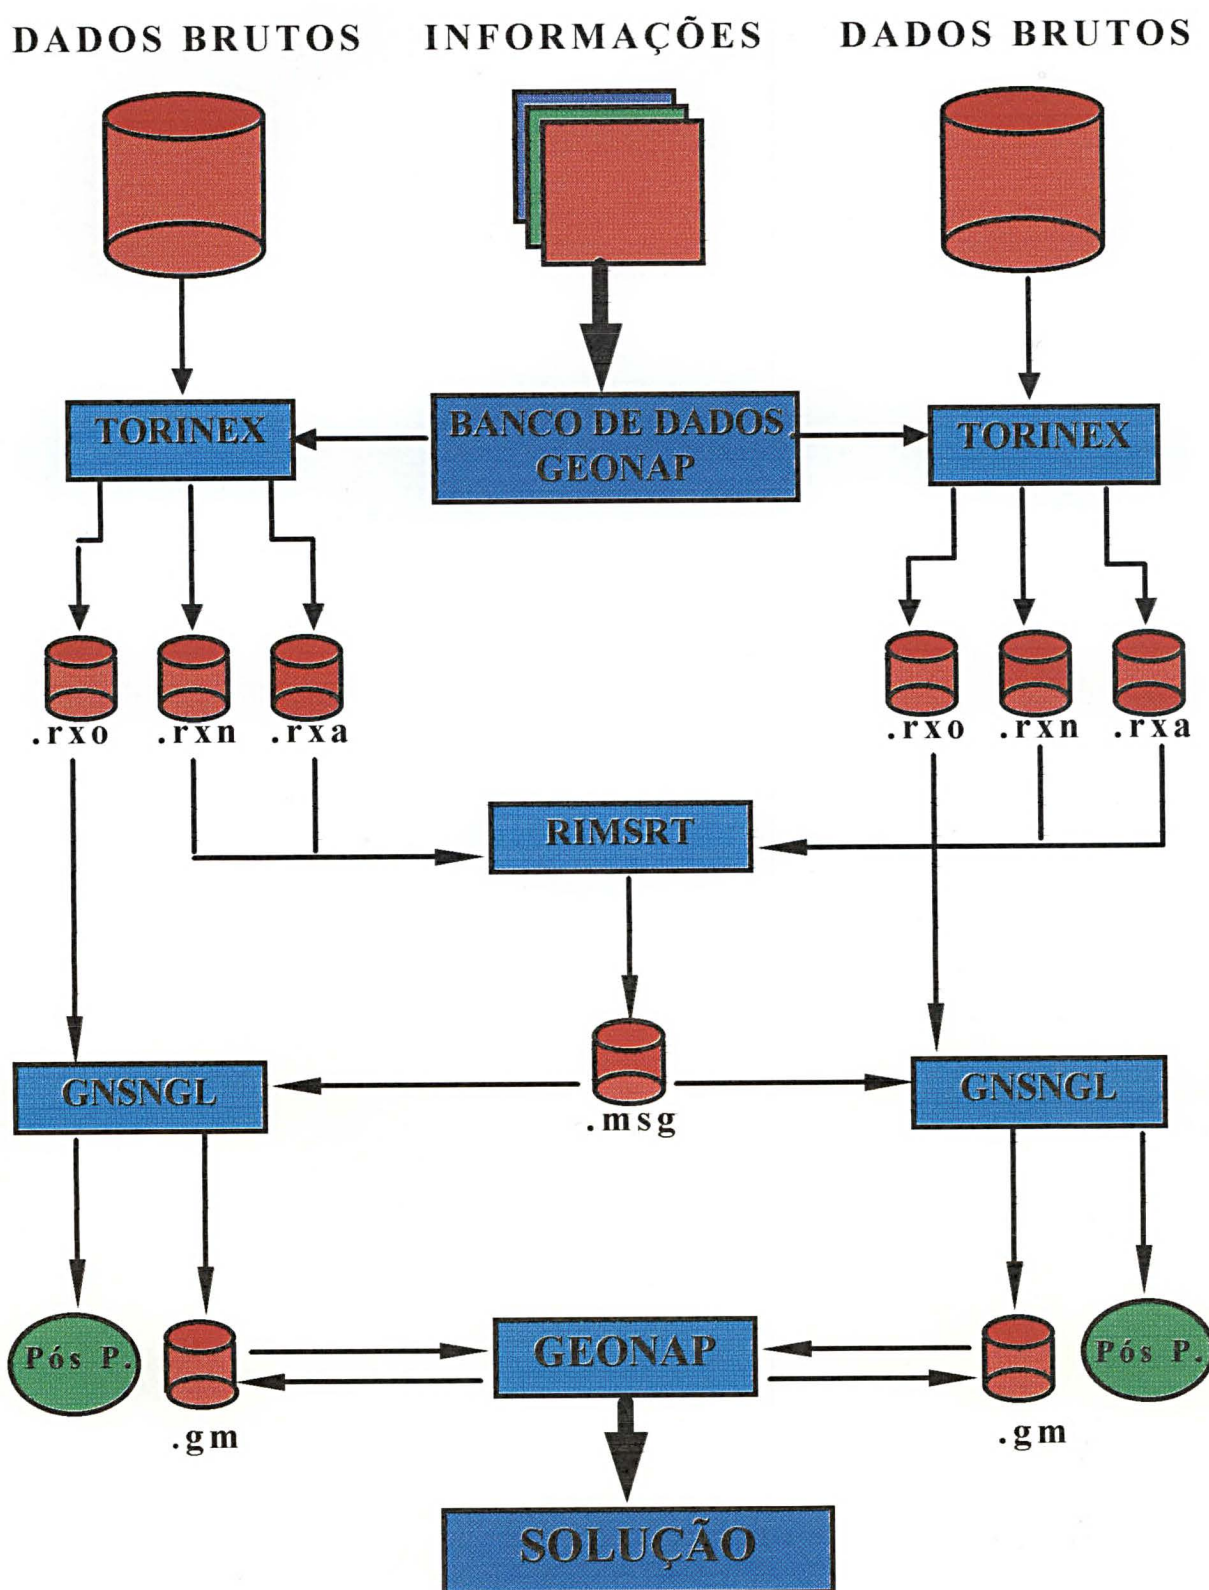 DADOS BRUTOS
INFORMAÇÕES
DADOS BRUTOS
TORINEX
BANCO DE DADOS
GEONAP
TORINEX
.rxo
.rxn
.rxa
.rxo
.rxn
.rxa
RIMSRT
.msg
GNSNGL
GNSNGL
Pós P.
.gm
GEONAP
.gm
Pós P.
SOLUÇÃO